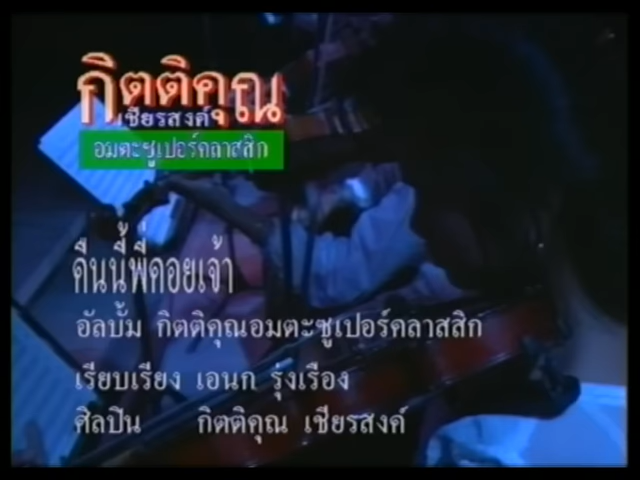 กิตติคุณ
เชียรสงค์
อมตะซูเปอร์คลาสสิก
คืนนี้พี่คอยเจ้า
อัลบั้ม กิตติคุณอมตะซูเปอร์คลาสสิก
เรียบเรียง เอนก รุ่งเรือง
ศิลปิน กิตติคุณ เชียรสงค์